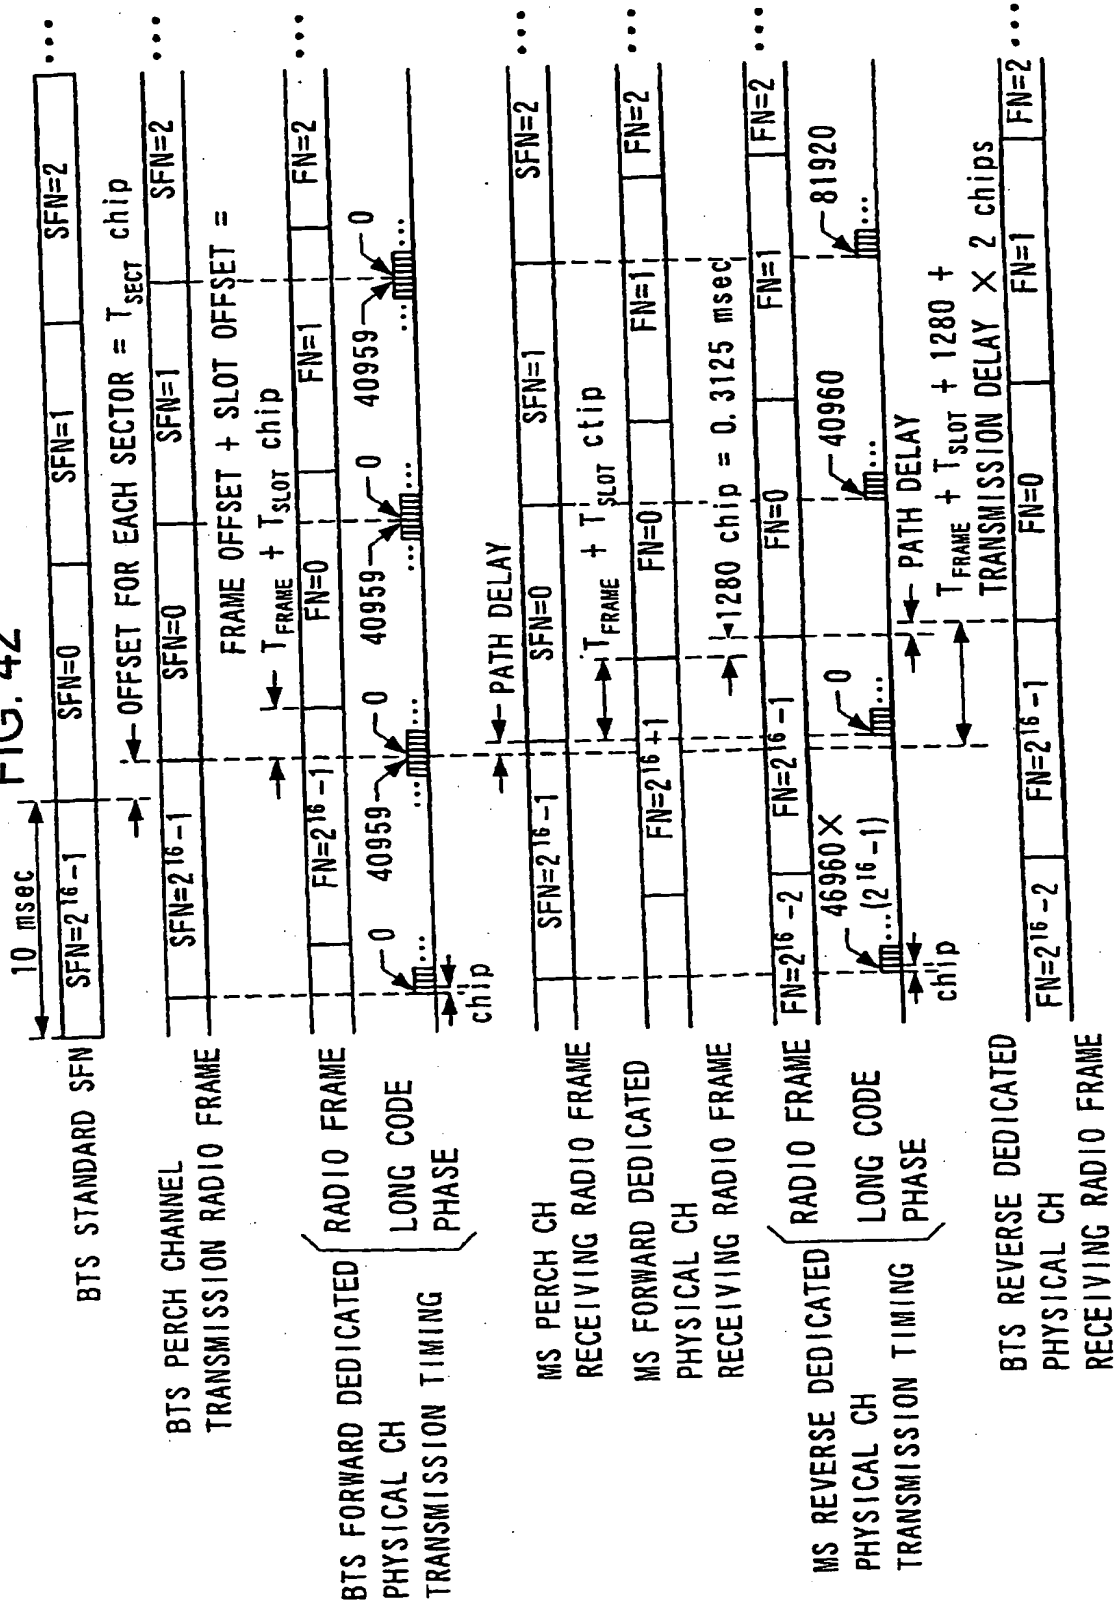 FIG. 42
10 msec
BTS STANDARD SFN
SFN=2^16-1
SFN=0
SFN=1
SFN=2
...
OFFSET FOR EACH SECTOR = T_SECT chip
BTS PERCH CHANNEL
TRANSMISSION RADIO FRAME
SFN=2^16-1
SFN=0
SFN=1
SFN=2
...
FRAME OFFSET + SLOT OFFSET =
T_FRAME + T_SLOT chip
BTS FORWARD DEDICATED
PHYSICAL CH
TRANSMISSION TIMING
RADIO FRAME
FN=2^16-1
FN=0
FN=1
FN=2
...
LONG CODE
PHASE
0
...
chip
40959
0
...
...
40959
0
...
...
40959
0
...
...
PATH DELAY
MS PERCH CH
RECEIVING RADIO FRAME
SFN=2^16-1
SFN=0
SFN=1
SFN=2
...
T_FRAME + T_SLOT ctip
MS FORWARD DEDICATED
PHYSICAL CH
RECEIVING RADIO FRAME
FN=2^16+1
FN=0
FN=1
FN=2
...
1280 chip = 0.3125 msec
MS REVERSE DEDICATED
PHYSICAL CH
TRANSMISSION TIMING
RADIO FRAME
FN=2^16-2
FN=2^16-1
FN=0
FN=1
FN=2
...
LONG CODE
PHASE
46960×
(2^16-1)
...
chip
0
...
40960
...
81920
...
PATH DELAY
T_FRAME + T_SLOT + 1280 +
TRANSMISSION DELAY × 2 chips
BTS REVERSE DEDICATED
PHYSICAL CH
RECEIVING RADIO FRAME
FN=2^16-2
FN=2^16-1
FN=0
FN=1
FN=2
...